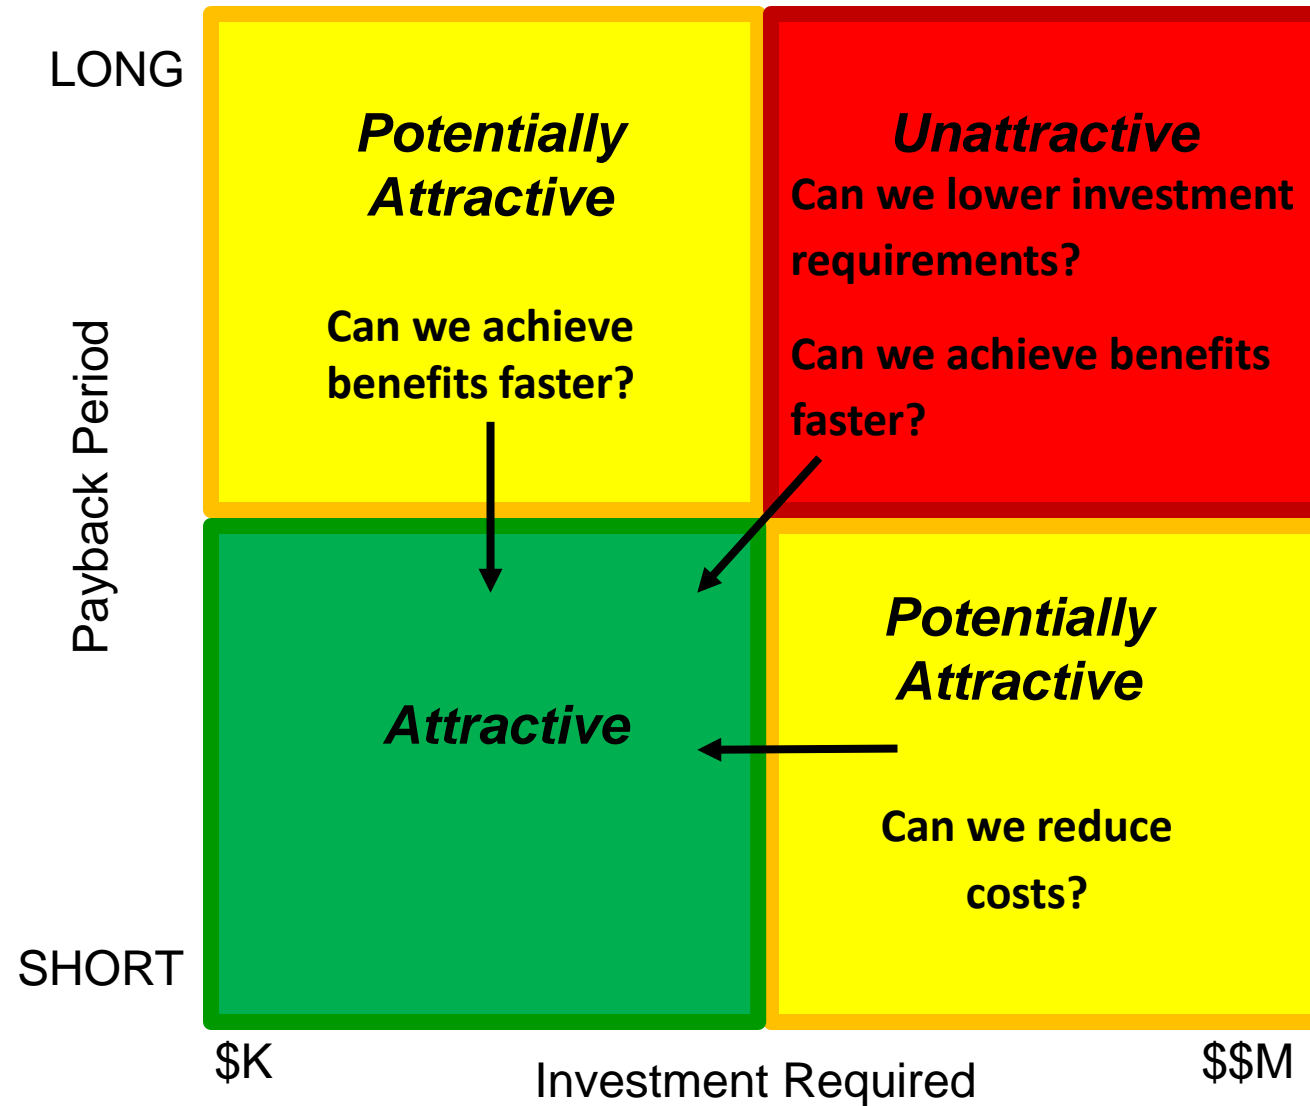 LONG
Potentially
Attractive
Can we achieve
benefits faster?
Unattractive
Can we lower investment
requirements?
Can we achieve benefits
faster?
Payback Period
Attractive
Potentially
Attractive
Can we reduce
costs?
SHORT
$K
Investment Required
$$M